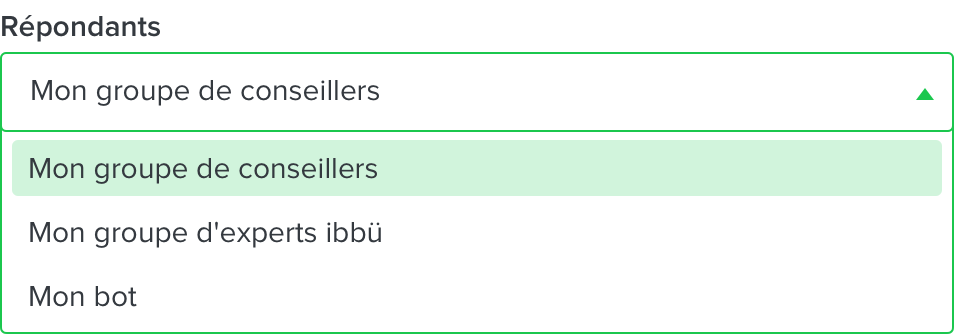 Répondants
Mon groupe de conseillers
Mon groupe de conseillers
Mon groupe d'experts ibbü
Mon bot